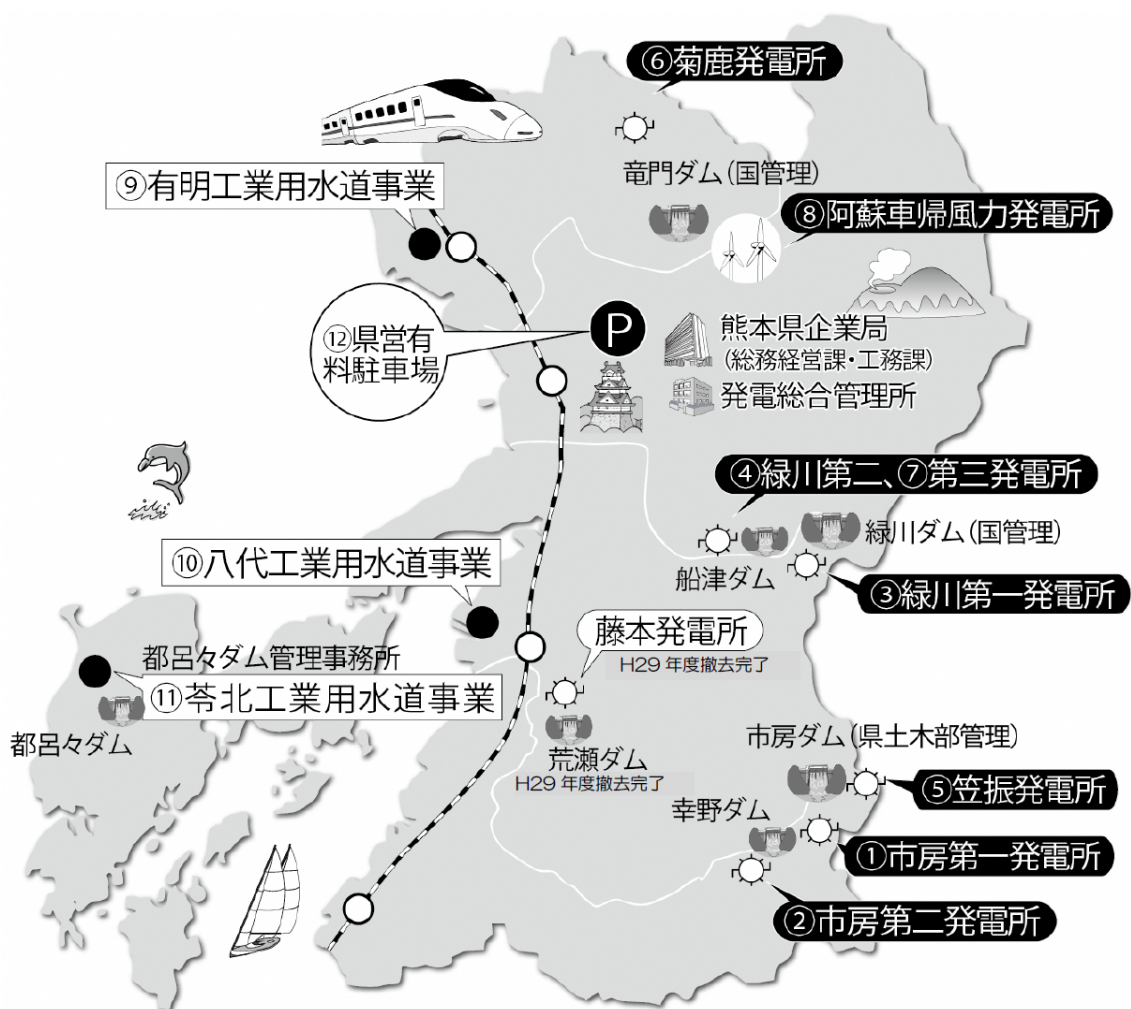 ⑥菊鹿発電所
竜門ダム(国管理)
⑨有明工業用水道事業
⑧阿蘇車帰風力発電所
P
⑫県営有
料駐車場
熊本県企業局
(総務経営課・工務課)
発電総合管理所
④緑川第二、⑦第三発電所
緑川ダム(国管理)
船津ダム
③緑川第一発電所
⑩八代工業用水道事業
藤本発電所
H29 年度撤去完了
都呂々ダム管理事務所
⑪苓北工業用水道事業
都呂々ダム
荒瀬ダム
H29 年度撤去完了
市房ダム(県土木部管理)
⑤笠振発電所
幸野ダム
①市房第一発電所
②市房第二発電所